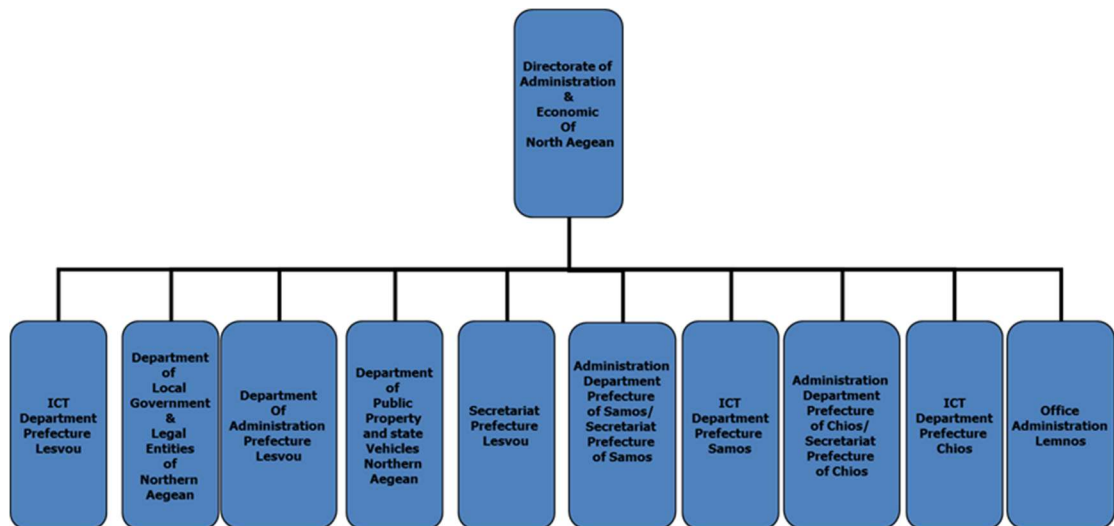 Directorate of
Administration
&
Economic
Of
North Aegean
ICT
Department
Prefecture
Lesvou
Department
of
Local
Government
&
Legal
Entities
of
Northern
Aegean
Department
Of
Administration
Prefecture
Lesvou
Department
of
Public
Property
and state
Vehicles
Northern
Aegean
Secretariat
Prefecture
Lesvou
Administration
Department
Prefecture
of Samos/
Secretariat
Prefecture
of Samos
ICT
Department
Prefecture
Samos
Administration
Department
Prefecture
of Chios/
Secretariat
Prefecture
of Chios
ICT
Department
Prefecture
Chios
Office
Administration
Lemnos